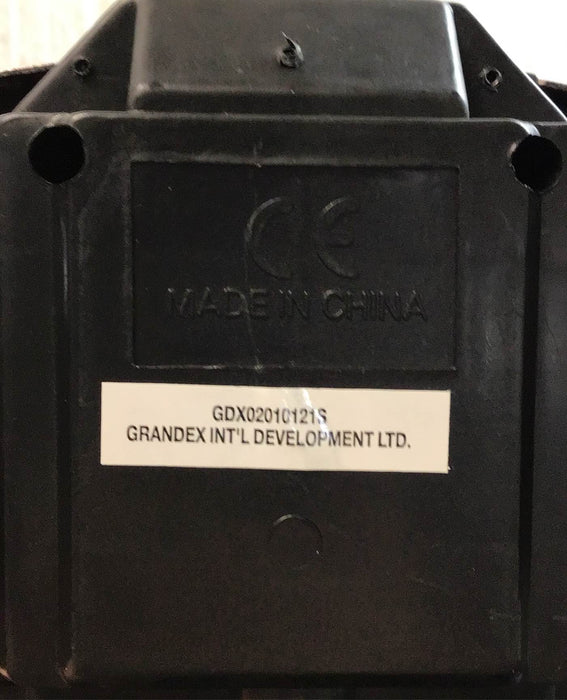 CE
MADE IN CHINA
GDX02010121S
GRANDEX INT'L DEVELOPMENT LTD.